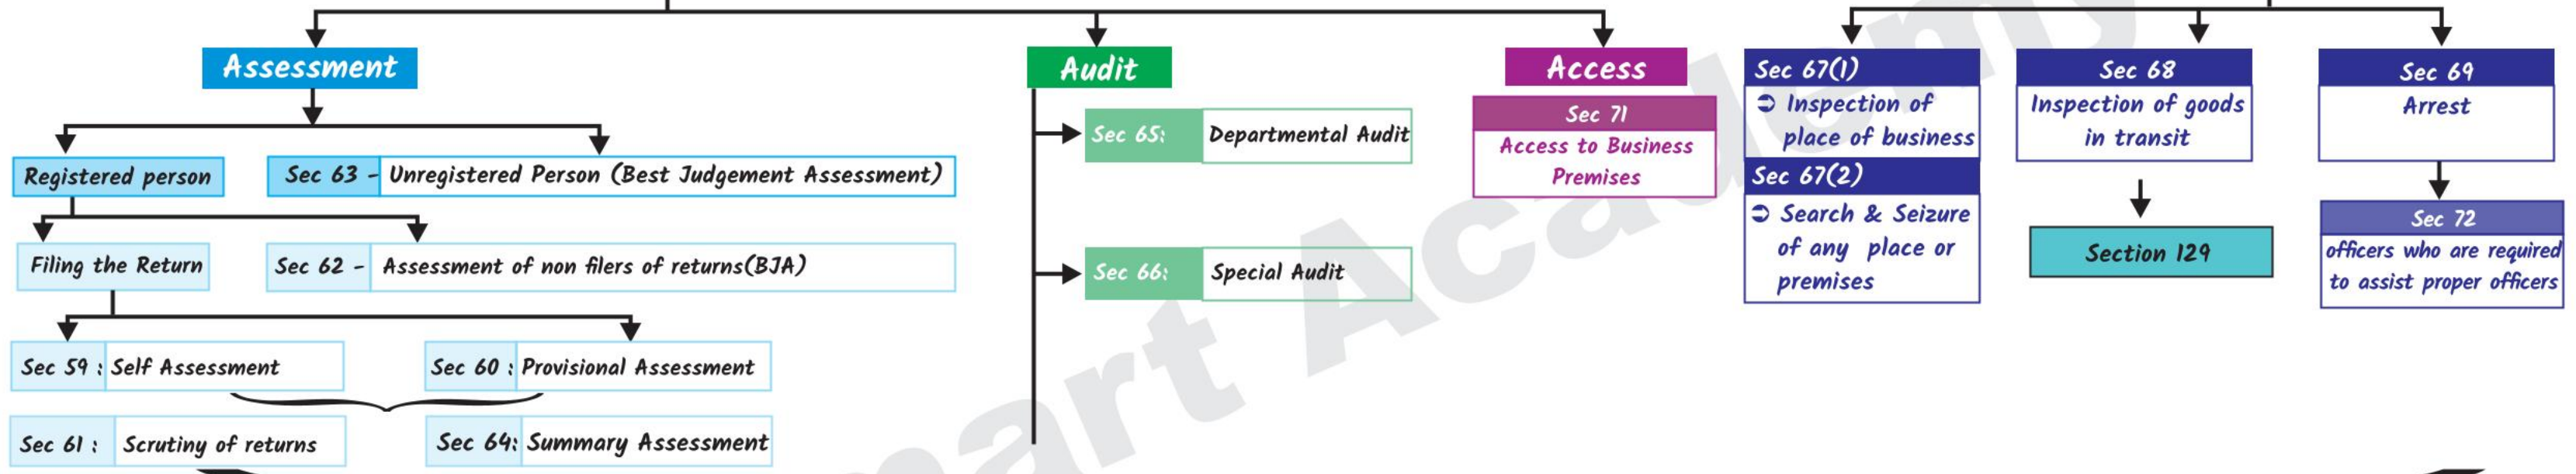 Assessment
Audit
Access
Sec 67(1)
➲ Inspection of
place of business
Sec 67(2)
➲ Search & Seizure
of any place or
premises
Sec 68
Inspection of goods
in transit
Section 129
Sec 69
Arrest
Sec 72
officers who are required
to assist proper officers
Sec 71
Access to Business
Premises
Sec 65: Departmental Audit
Sec 66: Special Audit
Registered person
Sec 63 - Unregistered Person (Best Judgement Assessment)
Filing the Return
Sec 62 - Assessment of non filers of returns(BJA)
Sec 59 : Self Assessment
Sec 60 : Provisional Assessment
Sec 61 : Scrutiny of returns
Sec 64: Summary Assessment
mart Academy